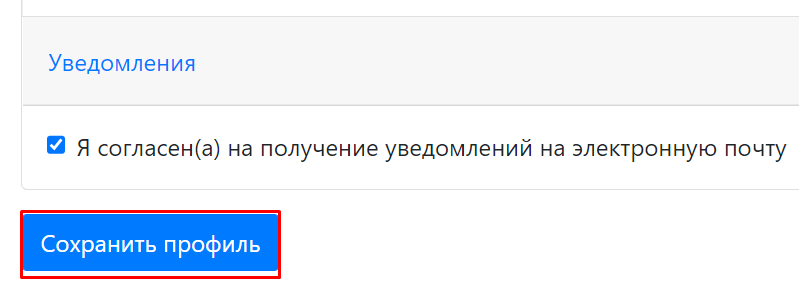 Уведомления
Я согласен(а) на получение уведомлений на электронную почту
Сохранить профиль